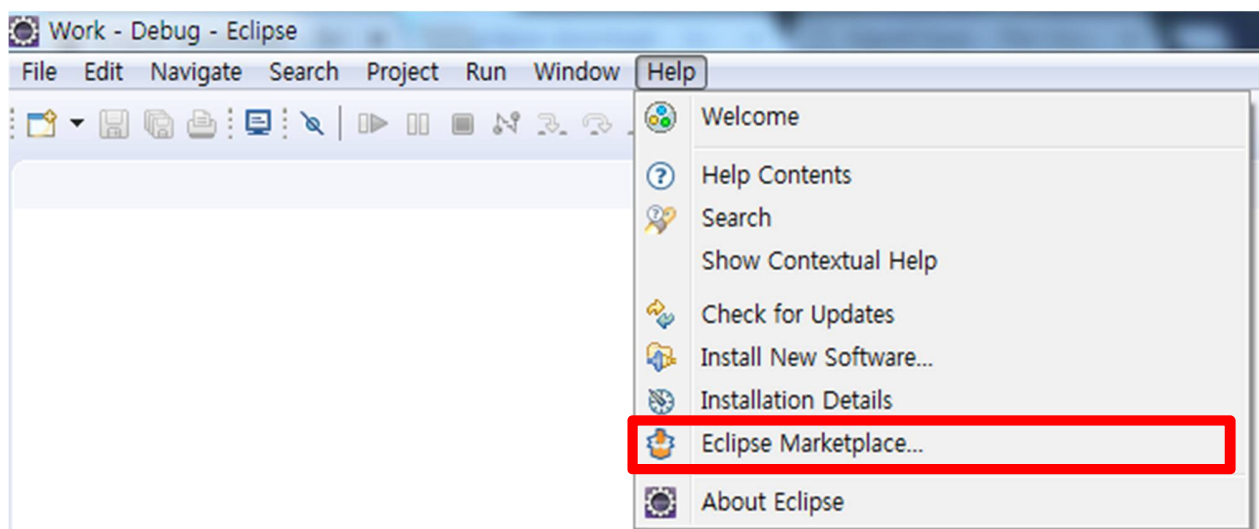 Work - Debug - Eclipse
File Edit Navigate Search Project Run Window Help
Welcome
Help Contents
Search
Show Contextual Help
Check for Updates
Install New Software...
Installation Details
Eclipse Marketplace...
About Eclipse